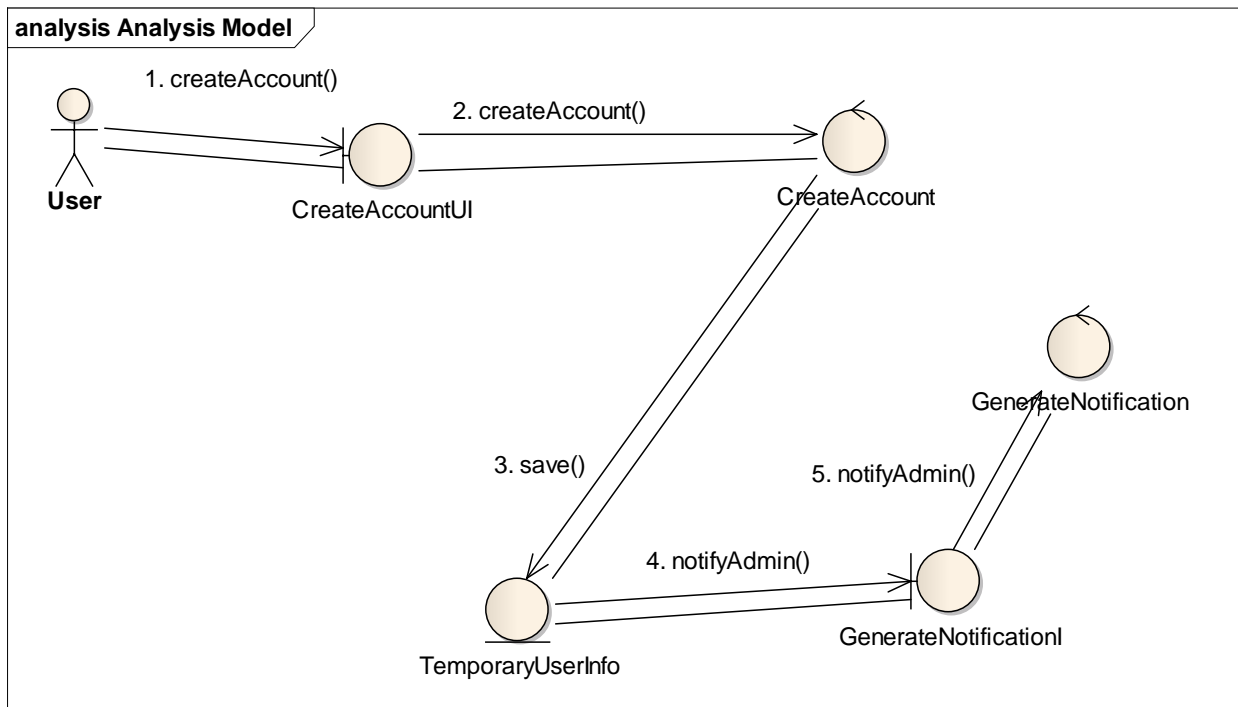 analysis Analysis Model
1. createAccount()
2. createAccount()
User
CreateAccountUI
CreateAccount
GenerateNotification
3. save()
5. notifyAdmin()
4. notifyAdmin()
GenerateNotificationI
TemporaryUserInfo